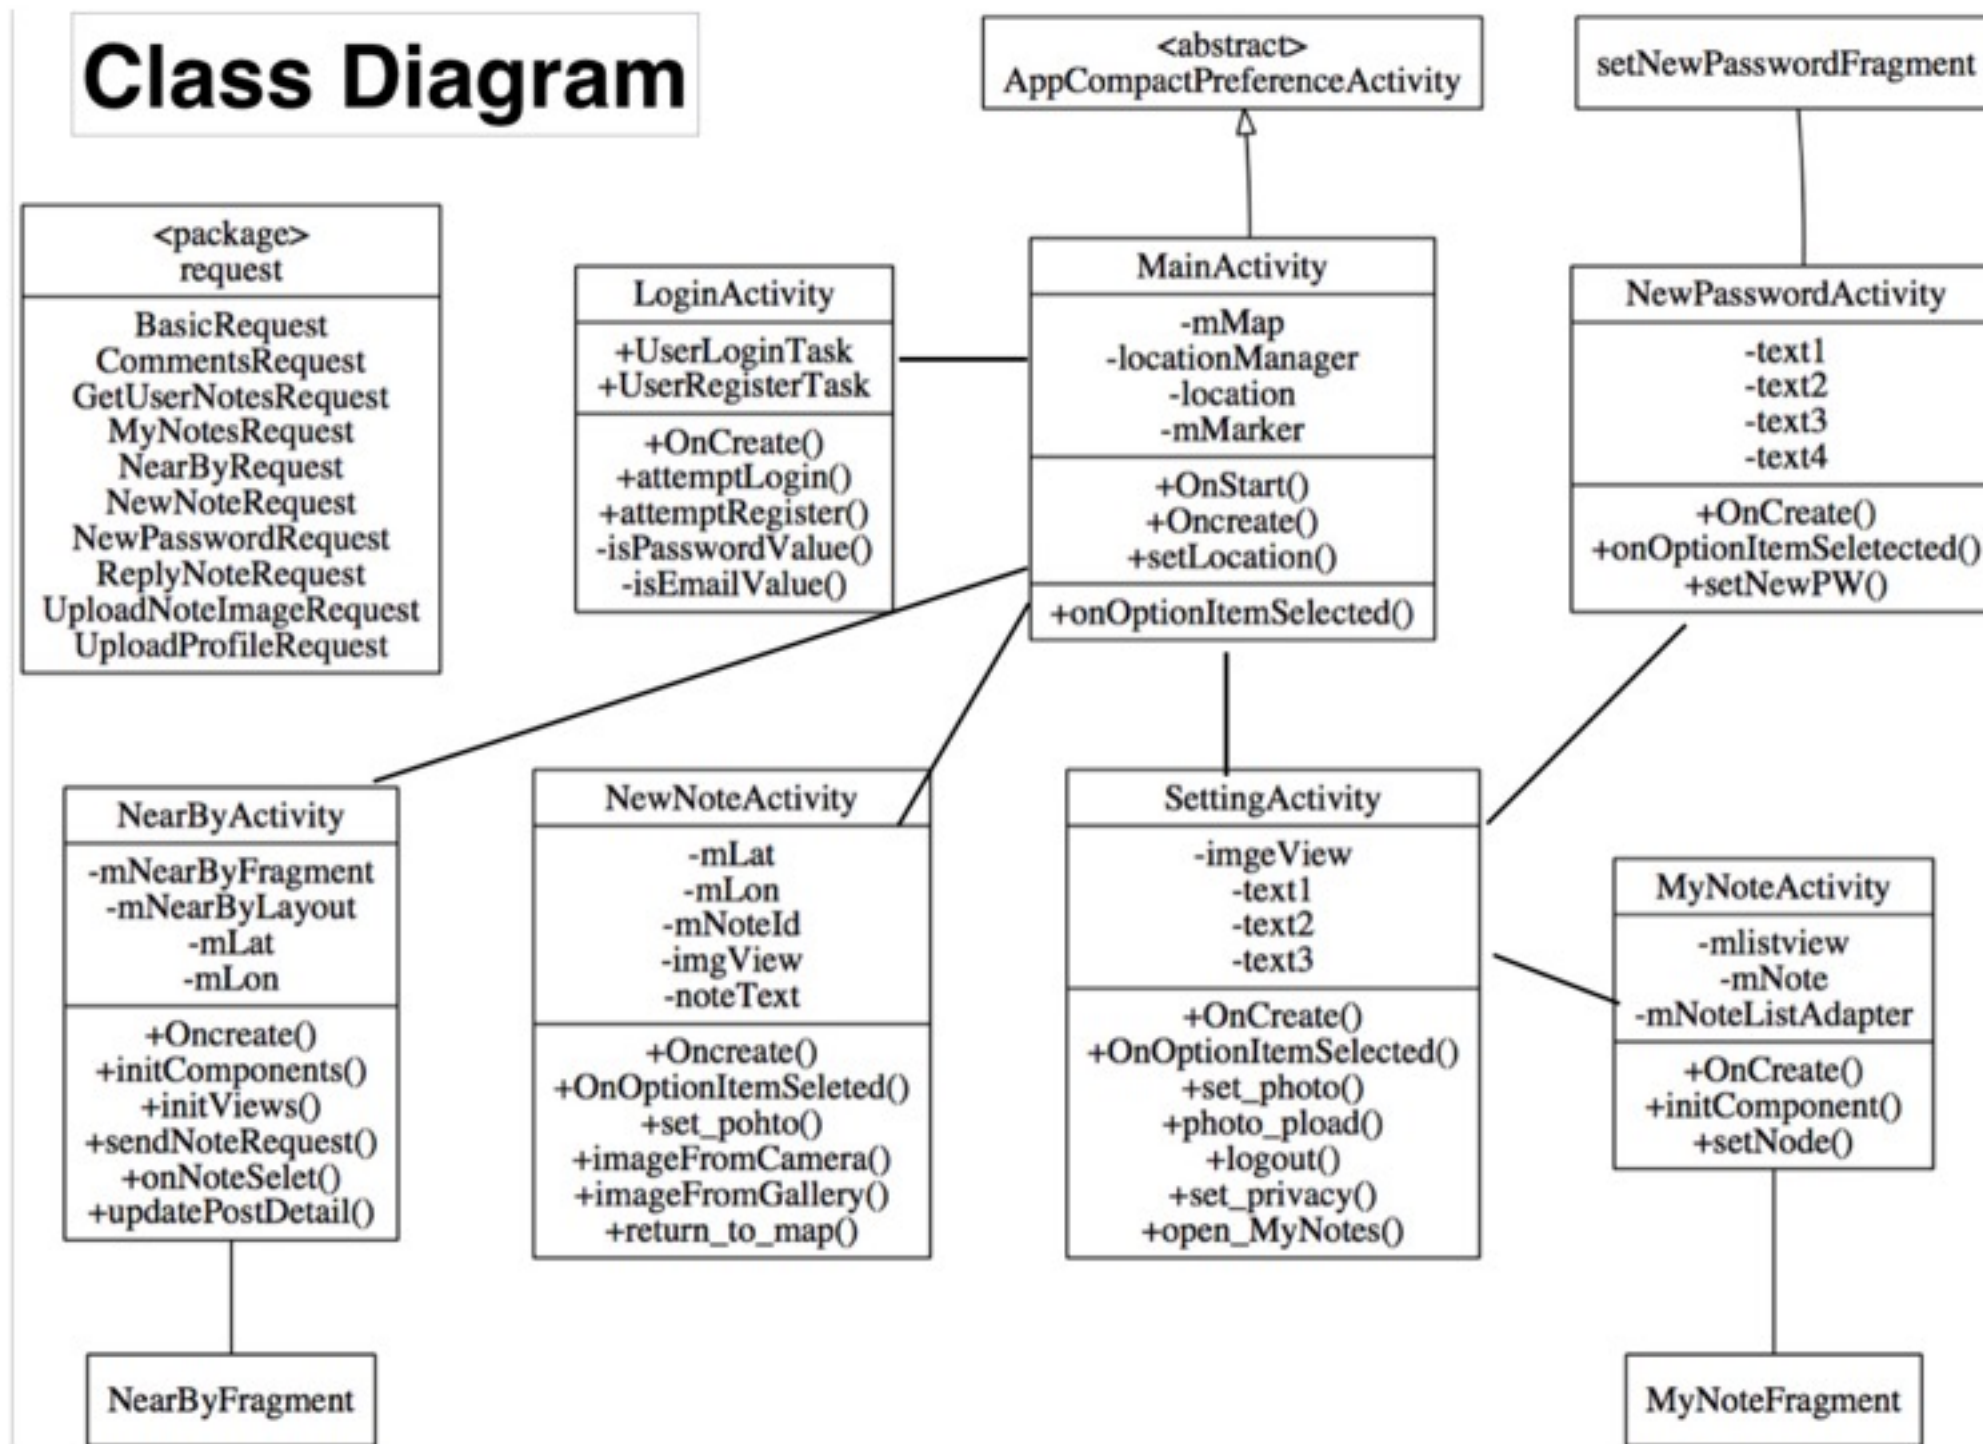 Class Diagram
<abstract>
AppCompactPreferenceActivity
setNewPasswordFragment
<package>
request
BasicRequest
CommentsRequest
GetUserNotesRequest
MyNotesRequest
NearByRequest
NewNoteRequest
NewPasswordRequest
ReplyNoteRequest
UploadNoteImageRequest
UploadProfileRequest
LoginActivity
+UserLoginTask
+UserRegisterTask
+OnCreate()
+attemptLogin()
+attemptRegister()
-isPasswordValue()
-isEmailValue()
MainActivity
-mMap
-locationManager
-location
-mMarker
+OnStart()
+Oncreate()
+setLocation()
+onOptionItemSelected()
NewPasswordActivity
-text1
-text2
-text3
-text4
+OnCreate()
+onOptionItemSeletected()
+setNewPW()
NearByActivity
-mNearByFragment
-mNearByLayout
-mLat
-mLon
+Oncreate()
+initComponents()
+initViews()
+sendNoteRequest()
+onNoteSelet()
+updatePostDetail()
NewNoteActivity
-mLat
-mLon
-mNoteId
-imgView
-noteText
+Oncreate()
+OnOptionItemSeleted()
+set_pohto()
+imageFromCamera()
+imageFromGallery()
+return_to_map()
SettingActivity
-imgeView
-text1
-text2
-text3
+OnCreate()
+OnOptionItemSelected()
+set_photo()
+photo_pload()
+logout()
+set_privacy()
+open_MyNotes()
MyNoteActivity
-mlistview
-mNote
-mNoteListAdapter
+OnCreate()
+initComponent()
+setNode()
NearByFragment
MyNoteFragment